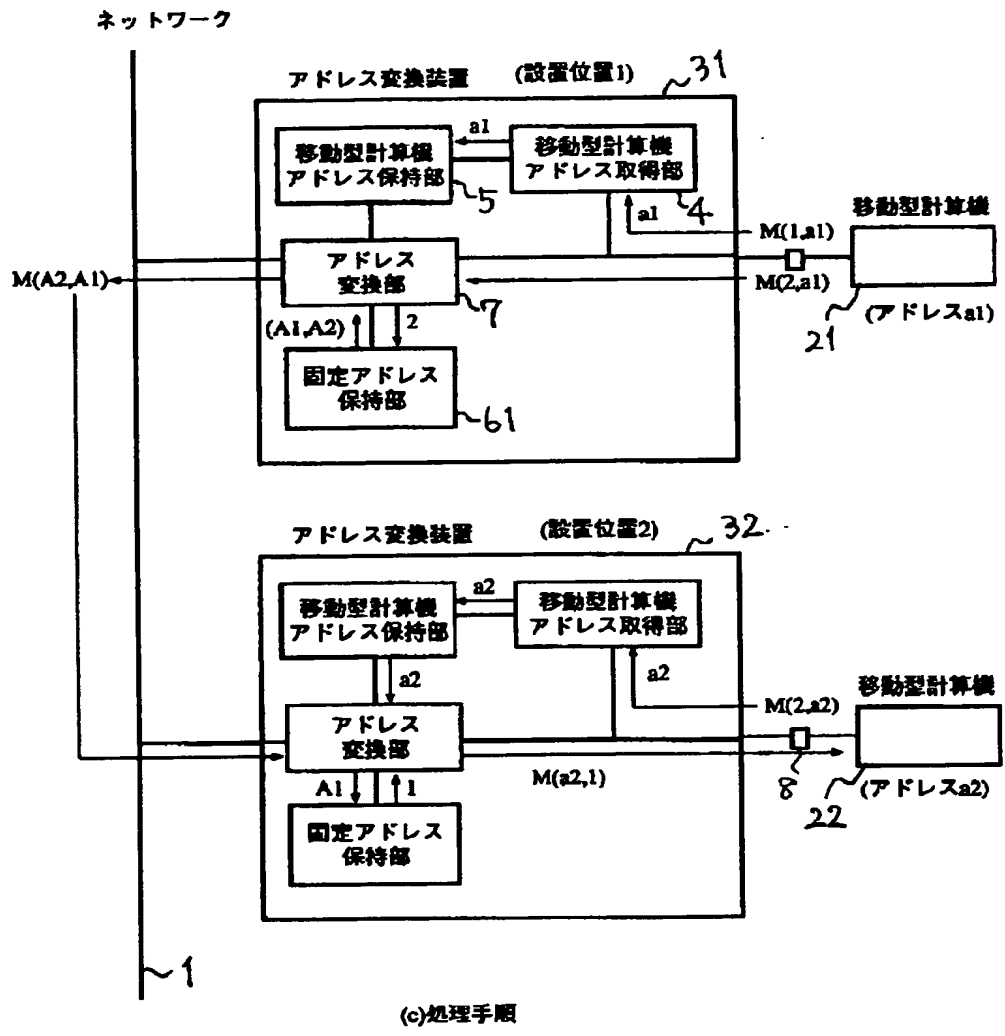 ネットワーク
アドレス変換装置 (設置位置1) 31
移動型計算機
アドレス保持部
5
a1
移動型計算機
アドレス取得部
4
a1
M(1,a1)
移動型計算機
M(A2,A1)
アドレス
変換部
7
M(2,a1)
21
(アドレスa1)
(A1,A2)
2
固定アドレス
保持部
61
アドレス変換装置 (設置位置2) 32
移動型計算機
アドレス保持部
a2
移動型計算機
アドレス取得部
a2
a2
M(2,a2)
移動型計算機
アドレス
変換部
M(a2,1)
8
22
(アドレスa2)
A1
1
固定アドレス
保持部
1
(c)処理手順